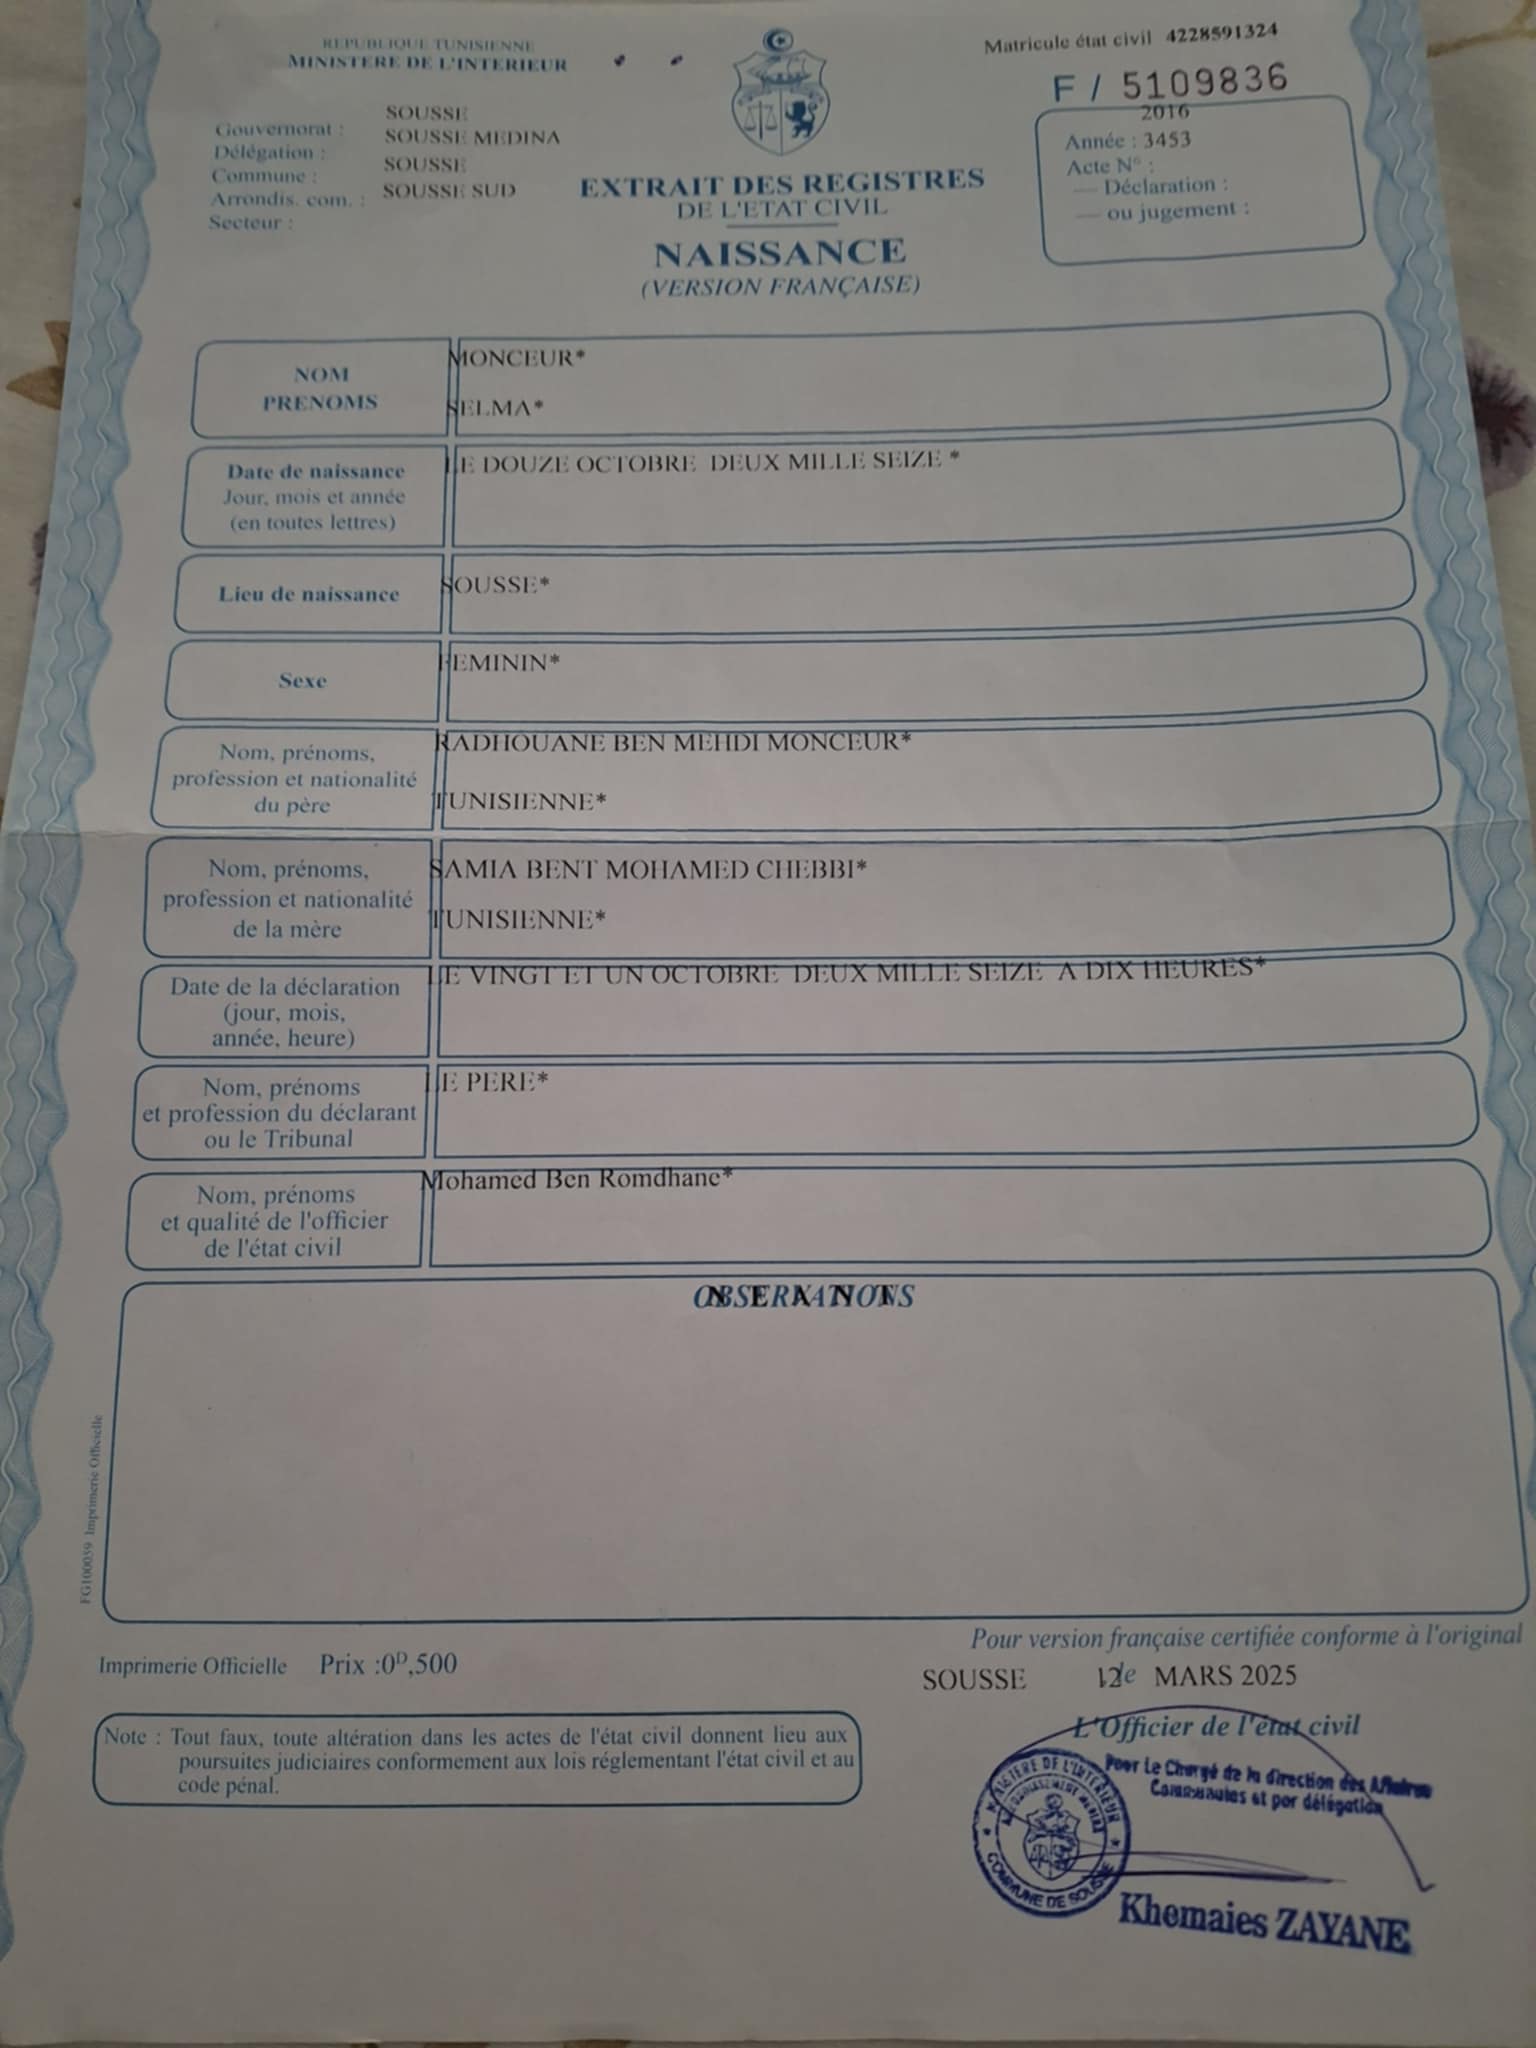 REPUBLIQUE TUNISIENNE
MINISTERE DE L'INTERIEUR
Matricule état civil 4228591324
F / 5109836
Gouvernorat : SOUSSE
Délégation : SOUSSE MEDINA
Commune : SOUSSE
Arrondis. com. : SOUSSE SUD
Secteur :
2016
Année : 3453
Acte N° :
— Déclaration :
— ou jugement :
EXTRAIT DES REGISTRES
DE L'ETAT CIVIL
NAISSANCE
(VERSION FRANÇAISE)
NOM
PRENOMS
MONCEUR*
SELMA*
Date de naissance
Jour, mois et année
(en toutes lettres)
LE DOUZE OCTOBRE DEUX MILLE SEIZE *
Lieu de naissance
SOUSSE*
Sexe
FEMININ*
Nom, prénoms,
profession et nationalité
du père
RADHOUANE BEN MEHDI MONCEUR*
TUNISIENNE*
Nom, prénoms,
profession et nationalité
de la mère
SAMIA BENT MOHAMED CHEBBI*
TUNISIENNE*
Date de la déclaration
(jour, mois,
année, heure)
LE VINGT ET UN OCTOBRE DEUX MILLE SEIZE A DIX HEURES*
Nom, prénoms
et profession du déclarant
ou le Tribunal
LE PERE*
Nom, prénoms
et qualité de l'officier
de l'état civil
Mohamed Ben Romdhane*
OBSERVATIONS
N E A N T
FG100059 Imprimerie Officielle
Imprimerie Officielle Prix :0D,500
Pour version française certifiée conforme à l'original
SOUSSE 12 le MARS 2025
L'Officier de l'état civil
Note : Tout faux, toute altération dans les actes de l'état civil donnent lieu aux
poursuites judiciaires conformement aux lois réglementant l'état civil et au
code pénal.
Pour Le Chargé de la direction des Affaires
Communales et por délégation
MINISTERE DE L'INTERIEUR
COMMUNE DE SOUSSE
Khemaies ZAYANE